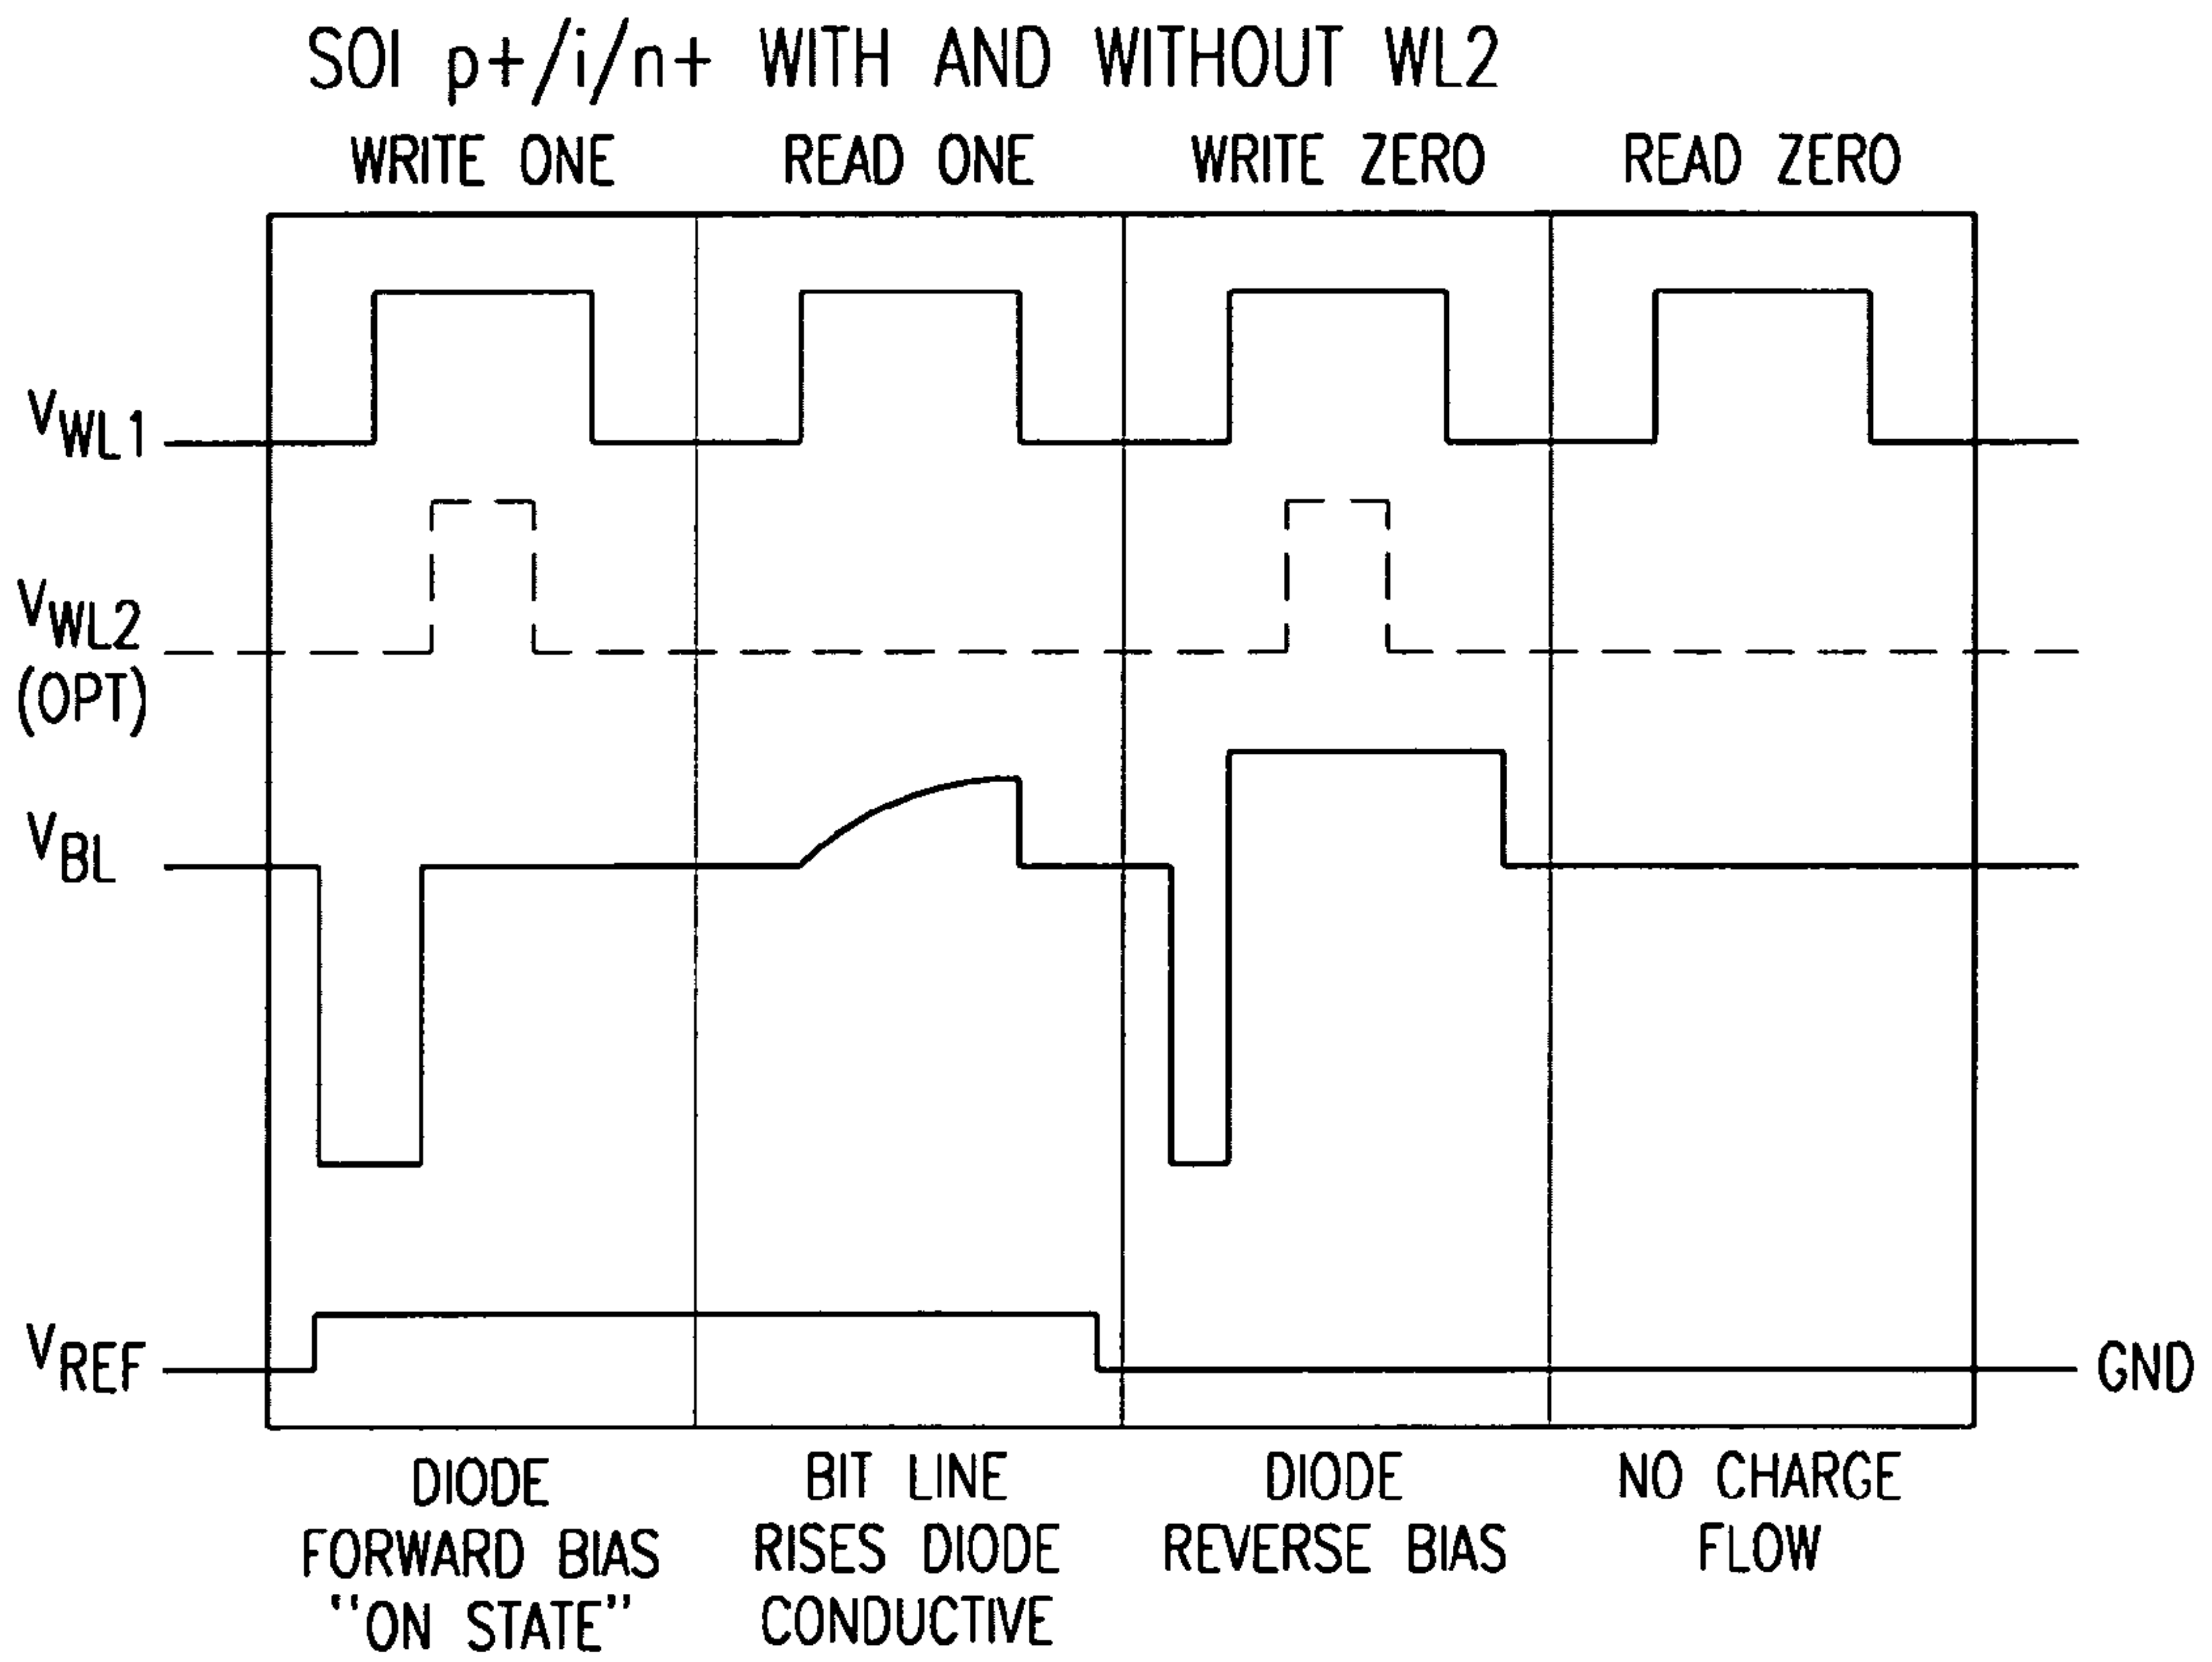 SOI p+/i/n+ WITH AND WITHOUT WL2
WRITE ONE READ ONE WRITE ZERO READ ZERO
VWL1
VWL2
(OPT)
VBL
VREF GND
DIODE
FORWARD BIAS
"ON STATE"
BIT LINE
RISES DIODE
CONDUCTIVE
DIODE
REVERSE BIAS
NO CHARGE
FLOW